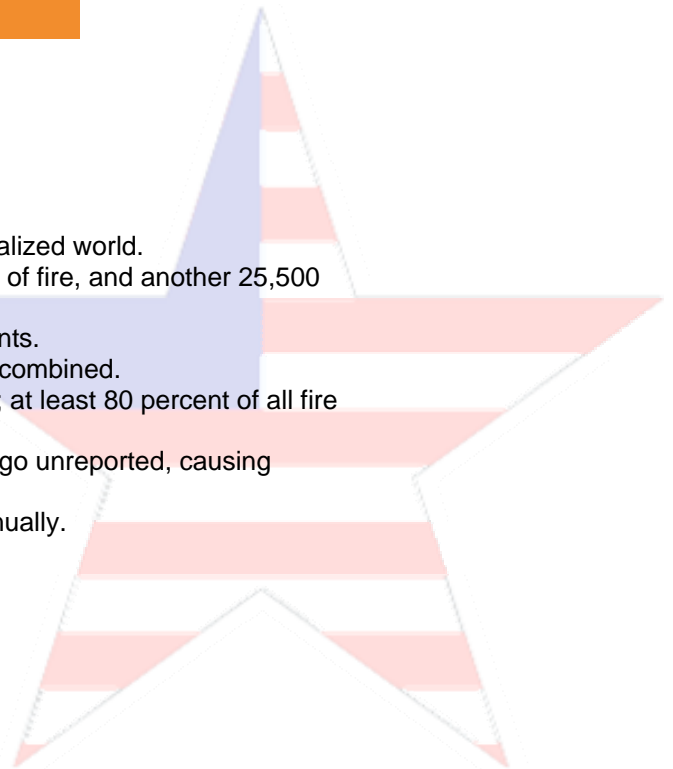 alized world.
of fire, and another 25,500
nts.
combined.
; at least 80 percent of all fire
go unreported, causing
nually.